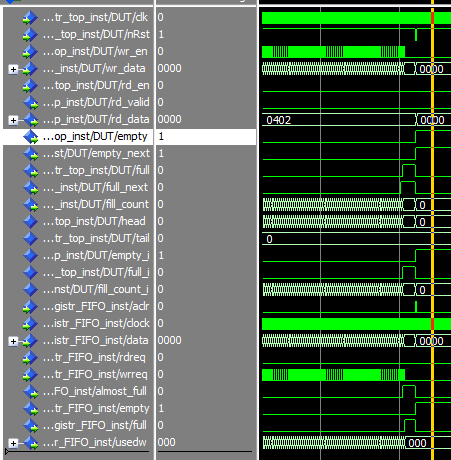 ...tr_top_inst/DUT/clk 0
..._top_inst/DUT/nRst 1
...op_inst/DUT/wr_en 0
..._inst/DUT/wr_data 0000 0000
...top_inst/DUT/rd_en 0
...p_inst/DUT/rd_valid 0
...p_inst/DUT/rd_data 0000 0402 0000
...op_inst/DUT/empty 1
...st/DUT/empty_next 1
...tr_top_inst/DUT/full 0
..._inst/DUT/full_next 0
..._inst/DUT/fill_count 0 0
...top_inst/DUT/head 0 0
...tr_top_inst/DUT/tail 0 0
...p_inst/DUT/empty_i 1
..._top_inst/DUT/full_i 0
...nst/DUT/fill_count_i 0 0
...gistr_FIFO_inst/aclr 0
...istr_FIFO_inst/clock 0
...istr_FIFO_inst/data 0000 0000
...tr_FIFO_inst/rdreq 0
...tr_FIFO_inst/wrreq 0
...FO_inst/almost_full 0
...tr_FIFO_inst/empty 1
...gistr_FIFO_inst/full 0
...r_FIFO_inst/usedw 000 000